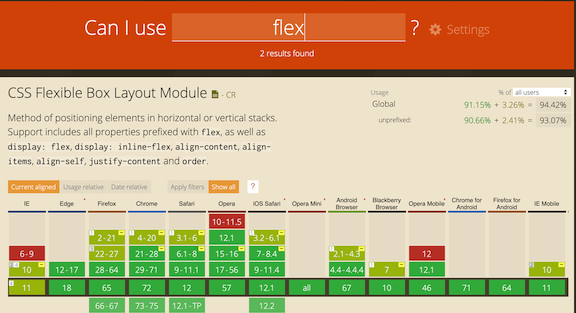 Can I use flex ? Settings
2 results found
CSS Flexible Box Layout Module - CR
Usage % of all users
Global 91.15% + 3.26% = 94.42%
unprefixed: 90.66% + 2.41% = 93.07%
Method of positioning elements in horizontal or vertical stacks.
Support includes all properties prefixed with flex, as well as
display: flex, display: inline-flex, align-content, align-
items, align-self, justify-content and order.
Current aligned Usage relative Date relative Apply filters Show all ?
IE Edge Firefox Chrome Safari Opera iOS Safari Opera Mini Android Browser Blackberry Browser Opera Mobile Chrome for Android Firefox for Android IE Mobile
10-11.5
2-21 4-20 3.1-6 12.1 3.2-6.1
6-9 22-27 21-28 6.1-8 15-16 7-8.4 2.1-4.3 12
10 12-17 28-64 29-71 9-11.1 17-56 9-11.4 4.4-4.4.4 7 12.1 10
11 18 65 72 12 57 12.1 all 67 10 46 71 64 11
66-67 73-75 12.1-TP 12.2